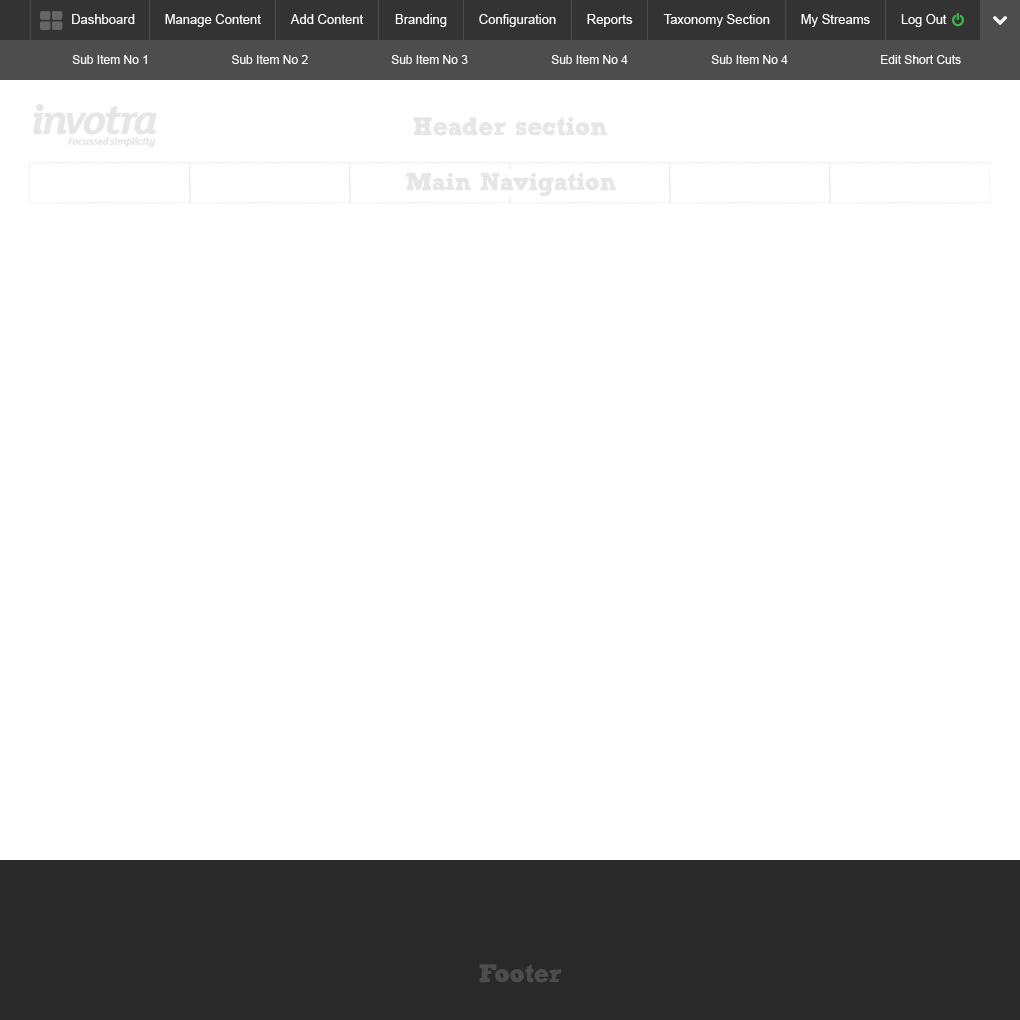 Dashboard Manage Content Add Content Branding Configuration Reports Taxonomy Section My Streams Log Out
Sub Item No 1 Sub Item No 2 Sub Item No 3 Sub Item No 4 Sub Item No 4 Edit Short Cuts
invotra
Focussed simplicity
Header section
Main Navigation
Footer